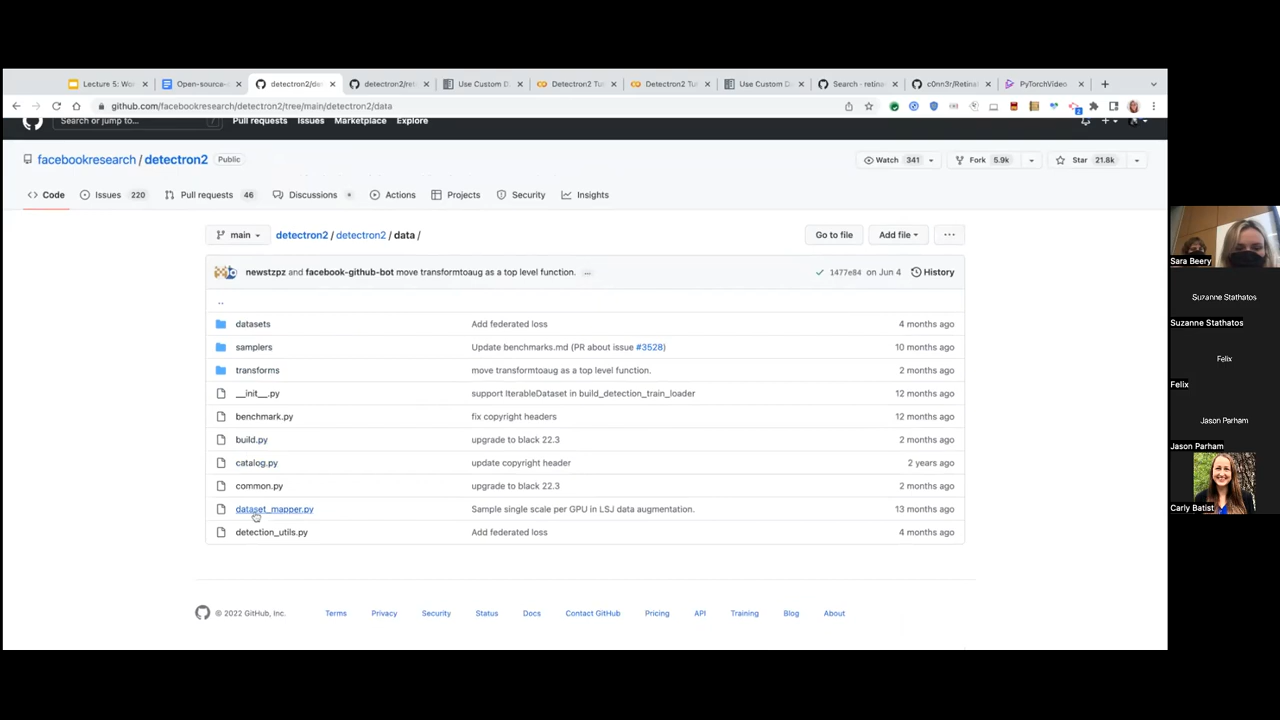 Lecture 5: Wo
Open-source-
detectron2/de
detectron2/ret
Use Custom D
Detectron2 Tu
Detectron2 Tut
Use Custom D
Search · retina
c0nn3r/Retina
PyTorchVideo
github.com/facebookresearch/detectron2/tree/main/detectron2/data
Search or jump to...
/
Pull requests
Issues
Marketplace
Explore
facebookresearch / detectron2
Public
Watch 341
Fork 5.9k
Star 21.8k
Code
Issues 220
Pull requests 46
Discussions
Actions
Projects
Security
Insights
main
detectron2 / detectron2 / data /
Go to file
Add file
...
newstzpz and facebook-github-bot move transformtoaug as a top level function. ...
1477e84 on Jun 4
History
..
datasets Add federated loss 4 months ago
samplers Update benchmarks.md (PR about issue #3528) 10 months ago
transforms move transformtoaug as a top level function. 2 months ago
__init__.py support IterableDataset in build_detection_train_loader 12 months ago
benchmark.py fix copyright headers 12 months ago
build.py upgrade to black 22.3 2 months ago
catalog.py update copyright header 2 years ago
common.py upgrade to black 22.3 2 months ago
dataset_mapper.py Sample single scale per GPU in LSJ data augmentation. 13 months ago
detection_utils.py Add federated loss 4 months ago
© 2022 GitHub, Inc.
Terms
Privacy
Security
Status
Docs
Contact GitHub
Pricing
API
Training
Blog
About
Sara Beery
Suzanne Stathatos
Suzanne Stathatos
Felix
Felix
Jason Parham
Jason Parham
Carly Batist